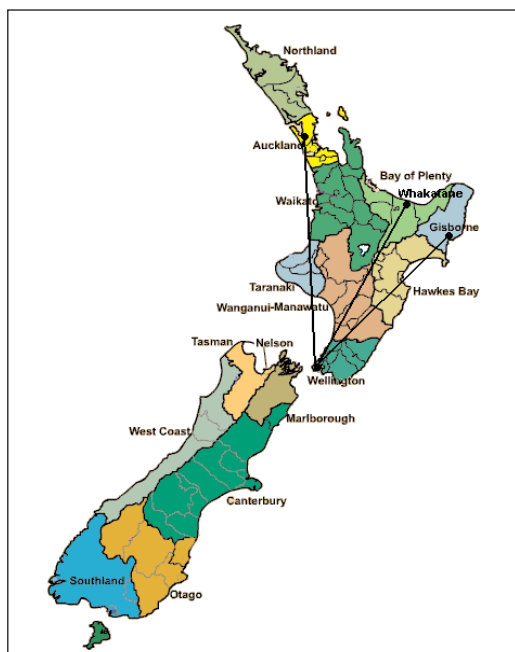 Northland
Auckland
Bay of Plenty
Whakatane
Waikato
Gisborne
Taranaki
Hawkes Bay
Wanganui-Manawatu
Tasman
Nelson
Wellington
Marlborough
West Coast
Canterbury
Southland
Otago